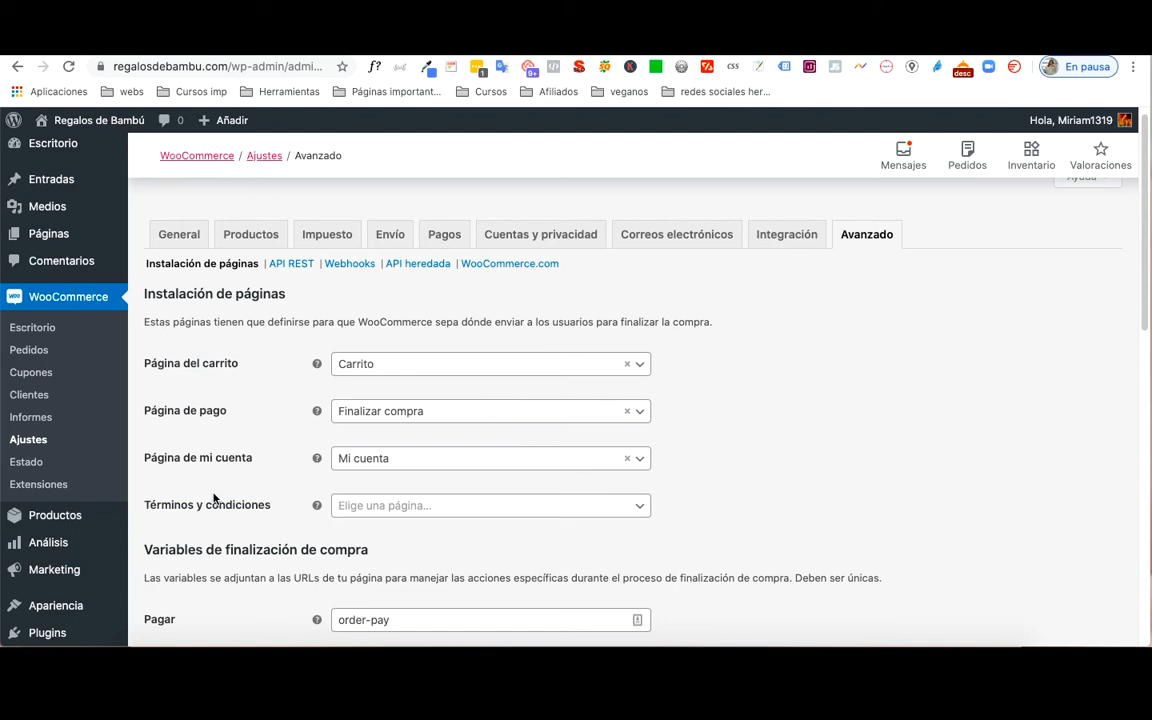 regalosdebambu.com/wp-admin/admi...
f?
1
9+
CSS
desc
En pausa
Aplicaciones webs Cursos imp Herramientas Páginas important... Cursos Afiliados veganos redes sociales her...
Regalos de Bambú 0 Añadir Hola, Miriam1319
Escritorio
Entradas
Medios
Páginas
Comentarios
WooCommerce
Escritorio
Pedidos
Cupones
Clientes
Informes
Ajustes
Estado
Extensiones
Productos
Análisis
Marketing
Apariencia
Plugins
WooCommerce / Ajustes / Avanzado
Mensajes Pedidos Inventario Valoraciones
Ayuda
General Productos Impuesto Envío Pagos Cuentas y privacidad Correos electrónicos Integración Avanzado
Instalación de páginas | API REST | Webhooks | API heredada | WooCommerce.com
Instalación de páginas
Estas páginas tienen que definirse para que WooCommerce sepa dónde enviar a los usuarios para finalizar la compra.
Página del carrito Carrito
Página de pago Finalizar compra
Página de mi cuenta Mi cuenta
Términos y condiciones Elige una página...
Variables de finalización de compra
Las variables se adjuntan a las URLs de tu página para manejar las acciones específicas durante el proceso de finalización de compra. Deben ser únicas.
Pagar order-pay